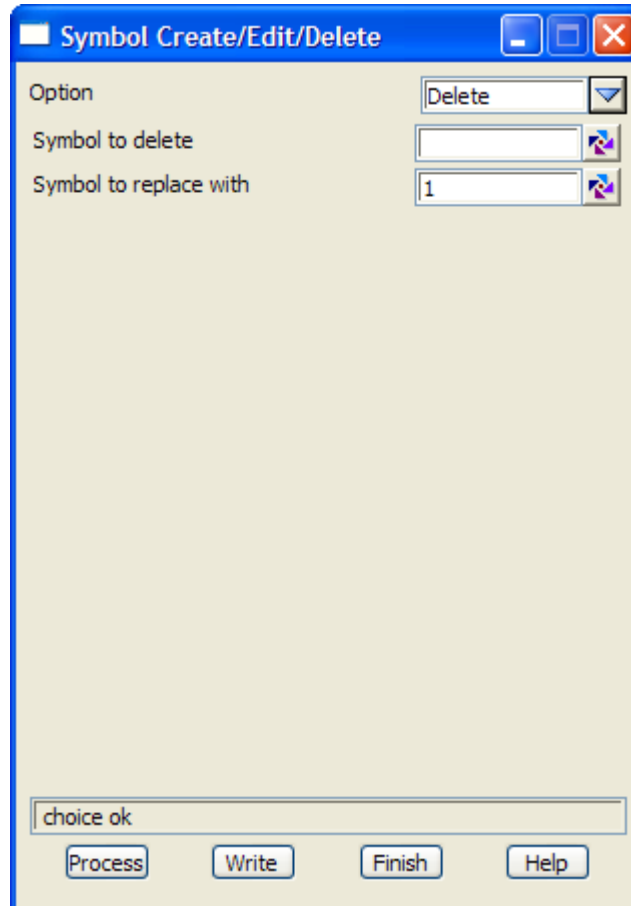 Symbol Create/Edit/Delete
Option Delete
Symbol to delete
Symbol to replace with 1
choice ok
Process Write Finish Help